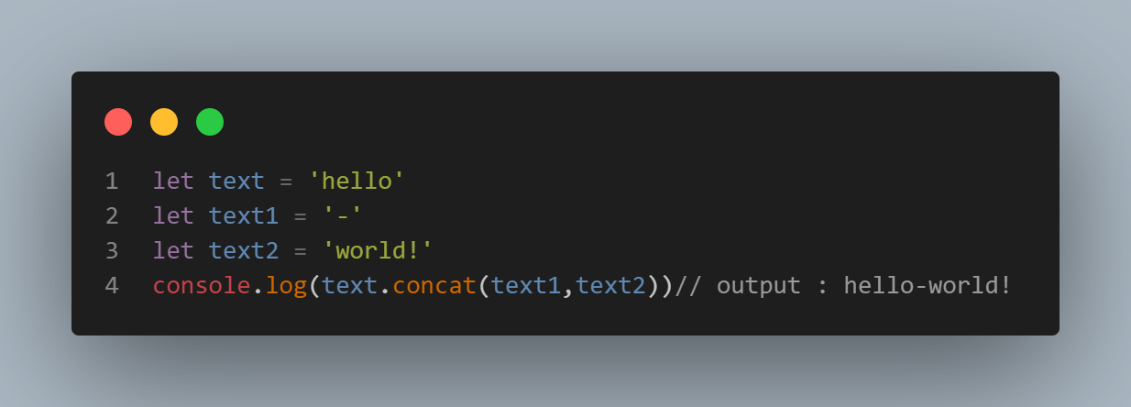 1 let text = 'hello'
2 let text1 = '-'
3 let text2 = 'world!'
4 console.log(text.concat(text1,text2))// output : hello-world!